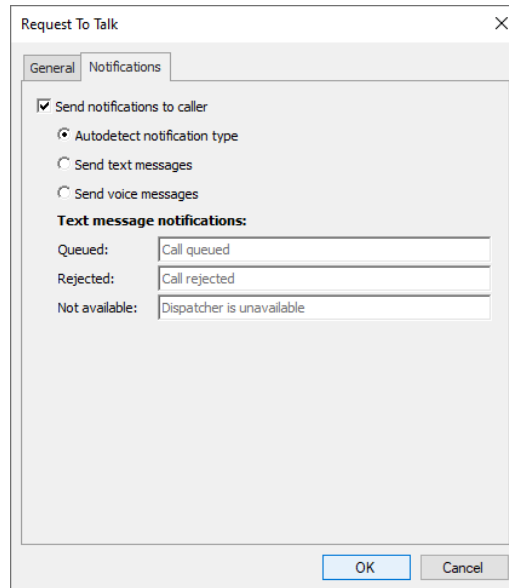 Request To Talk
General Notifications
Send notifications to caller
Autodetect notification type
Send text messages
Send voice messages
Text message notifications:
Queued: Call queued
Rejected: Call rejected
Not available: Dispatcher is unavailable
OK Cancel